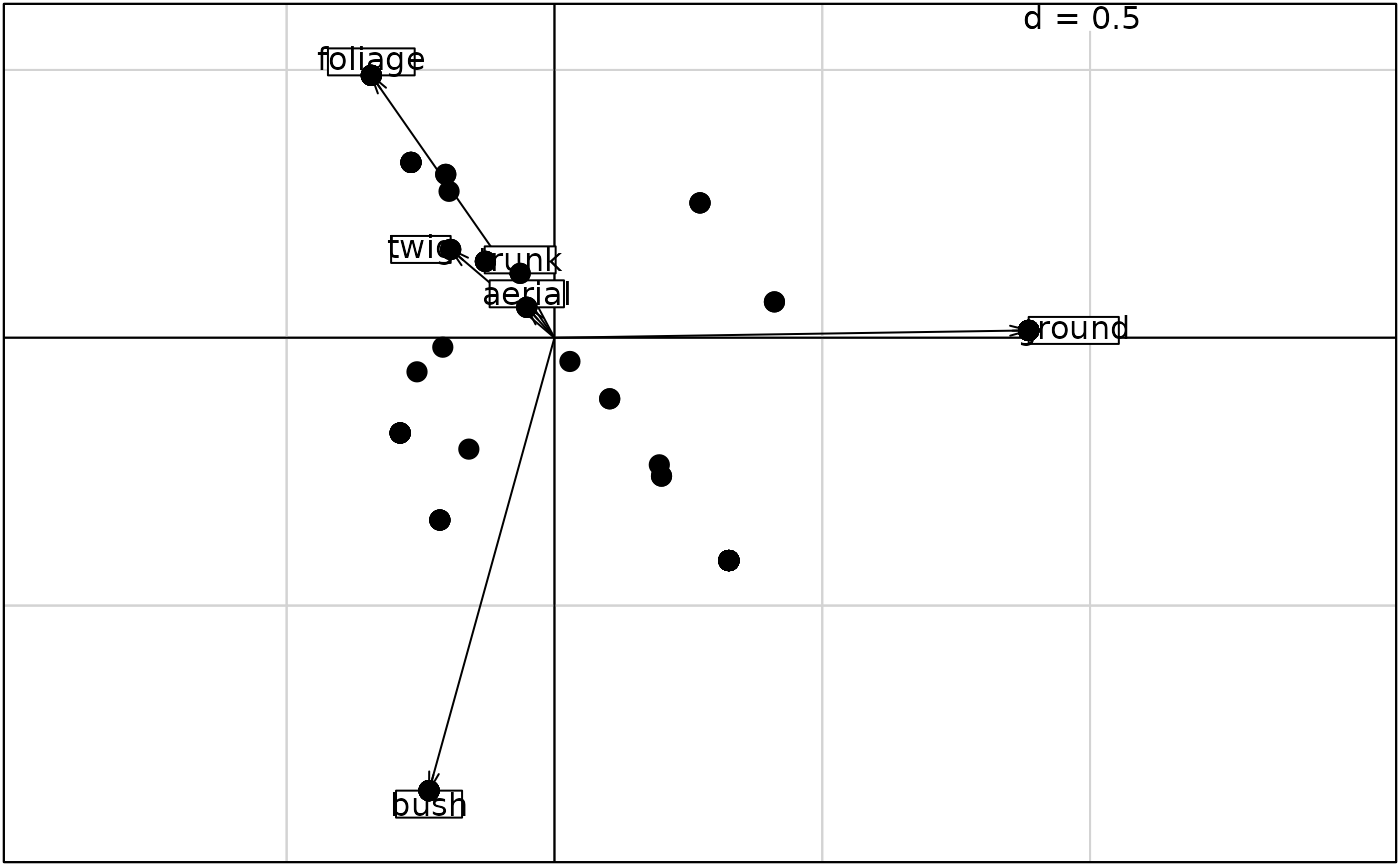 d = 0.5
foliage
twig
trunk
aerial
ground
bush